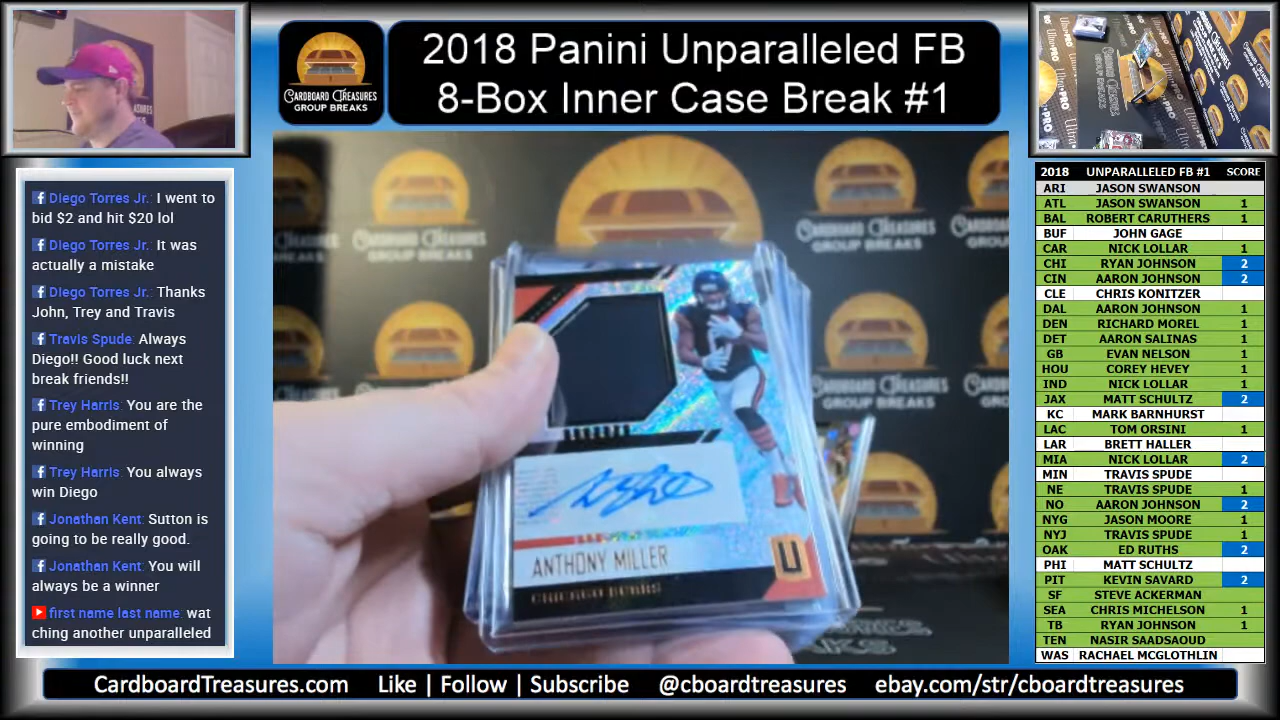 2018 Panini Unparalleled FB
8-Box Inner Case Break #1
CARDBOARD TREASURES
GROUP BREAKS
Diego Torres Jr.: I went to
bid $2 and hit $20 lol
Diego Torres Jr.: It was
actually a mistake
Diego Torres Jr.: Thanks
John, Trey and Travis
Travis Spude: Always
Diego!! Good luck next
break friends!!
Trey Harris: You are the
pure embodiment of
winning
Trey Harris: You always
win Diego
Jonathan Kent: Sutton is
going to be really good.
Jonathan Kent: You will
always be a winner
first name last name: wat
ching another unparalleled
CARDBOARD TREASURES
GROUP BREAKS
ANTHONY MILLER
U
2018 UNPARALLELED FB #1 SCORE
ARI JASON SWANSON
ATL JASON SWANSON 1
BAL ROBERT CARUTHERS 1
BUF JOHN GAGE
CAR NICK LOLLAR 1
CHI RYAN JOHNSON 2
CIN AARON JOHNSON 2
CLE CHRIS KONITZER
DAL AARON JOHNSON 1
DEN RICHARD MOREL 1
DET AARON SALINAS 1
GB EVAN NELSON 1
HOU COREY HEVEY 1
IND NICK LOLLAR 1
JAX MATT SCHULTZ 2
KC MARK BARNHURST
LAC TOM ORSINI 1
LAR BRETT HALLER
MIA NICK LOLLAR 2
MIN TRAVIS SPUDE
NE TRAVIS SPUDE 1
NO AARON JOHNSON 2
NYG JASON MOORE 1
NYJ TRAVIS SPUDE 1
OAK ED RUTHS 2
PHI MATT SCHULTZ
PIT KEVIN SAVARD 2
SF STEVE ACKERMAN
SEA CHRIS MICHELSON 1
TB RYAN JOHNSON 1
TEN NASIR SAADSAOUD
WAS RACHAEL MCGLOTHLIN
CardboardTreasures.com Like | Follow | Subscribe @cboardtreasures ebay.com/str/cboardtreasures